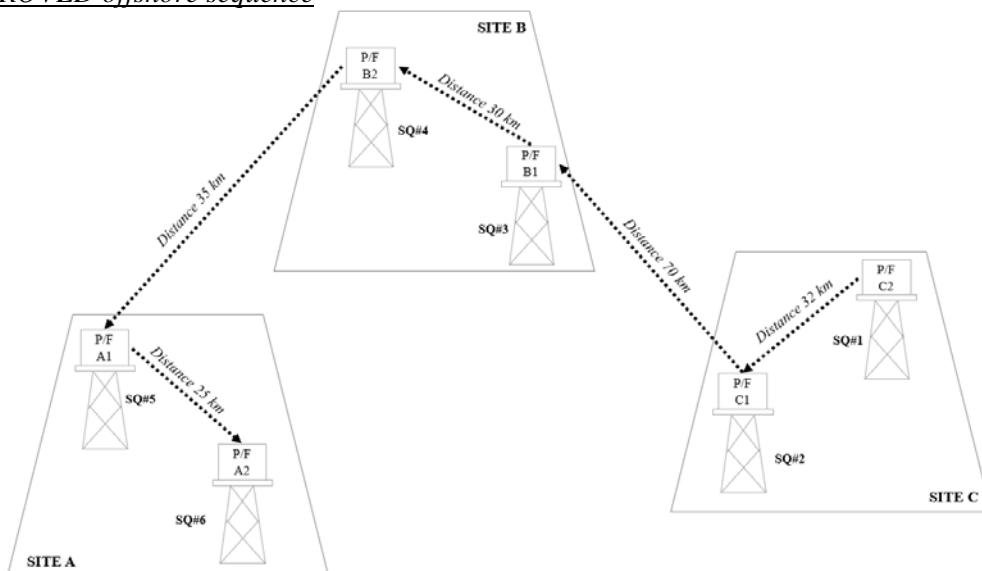 ROVED offshore sequence
SITE B
P/F
B2
Distance 30 km
SQ#4
P/F
B1
Distance 35 km
SQ#3
Distance 70 km
P/F
C2
Distance 32 km
SQ#1
P/F
A1
Distance 25 km
SQ#5
P/F
C1
SQ#2
P/F
A2
SITE C
SQ#6
SITE A